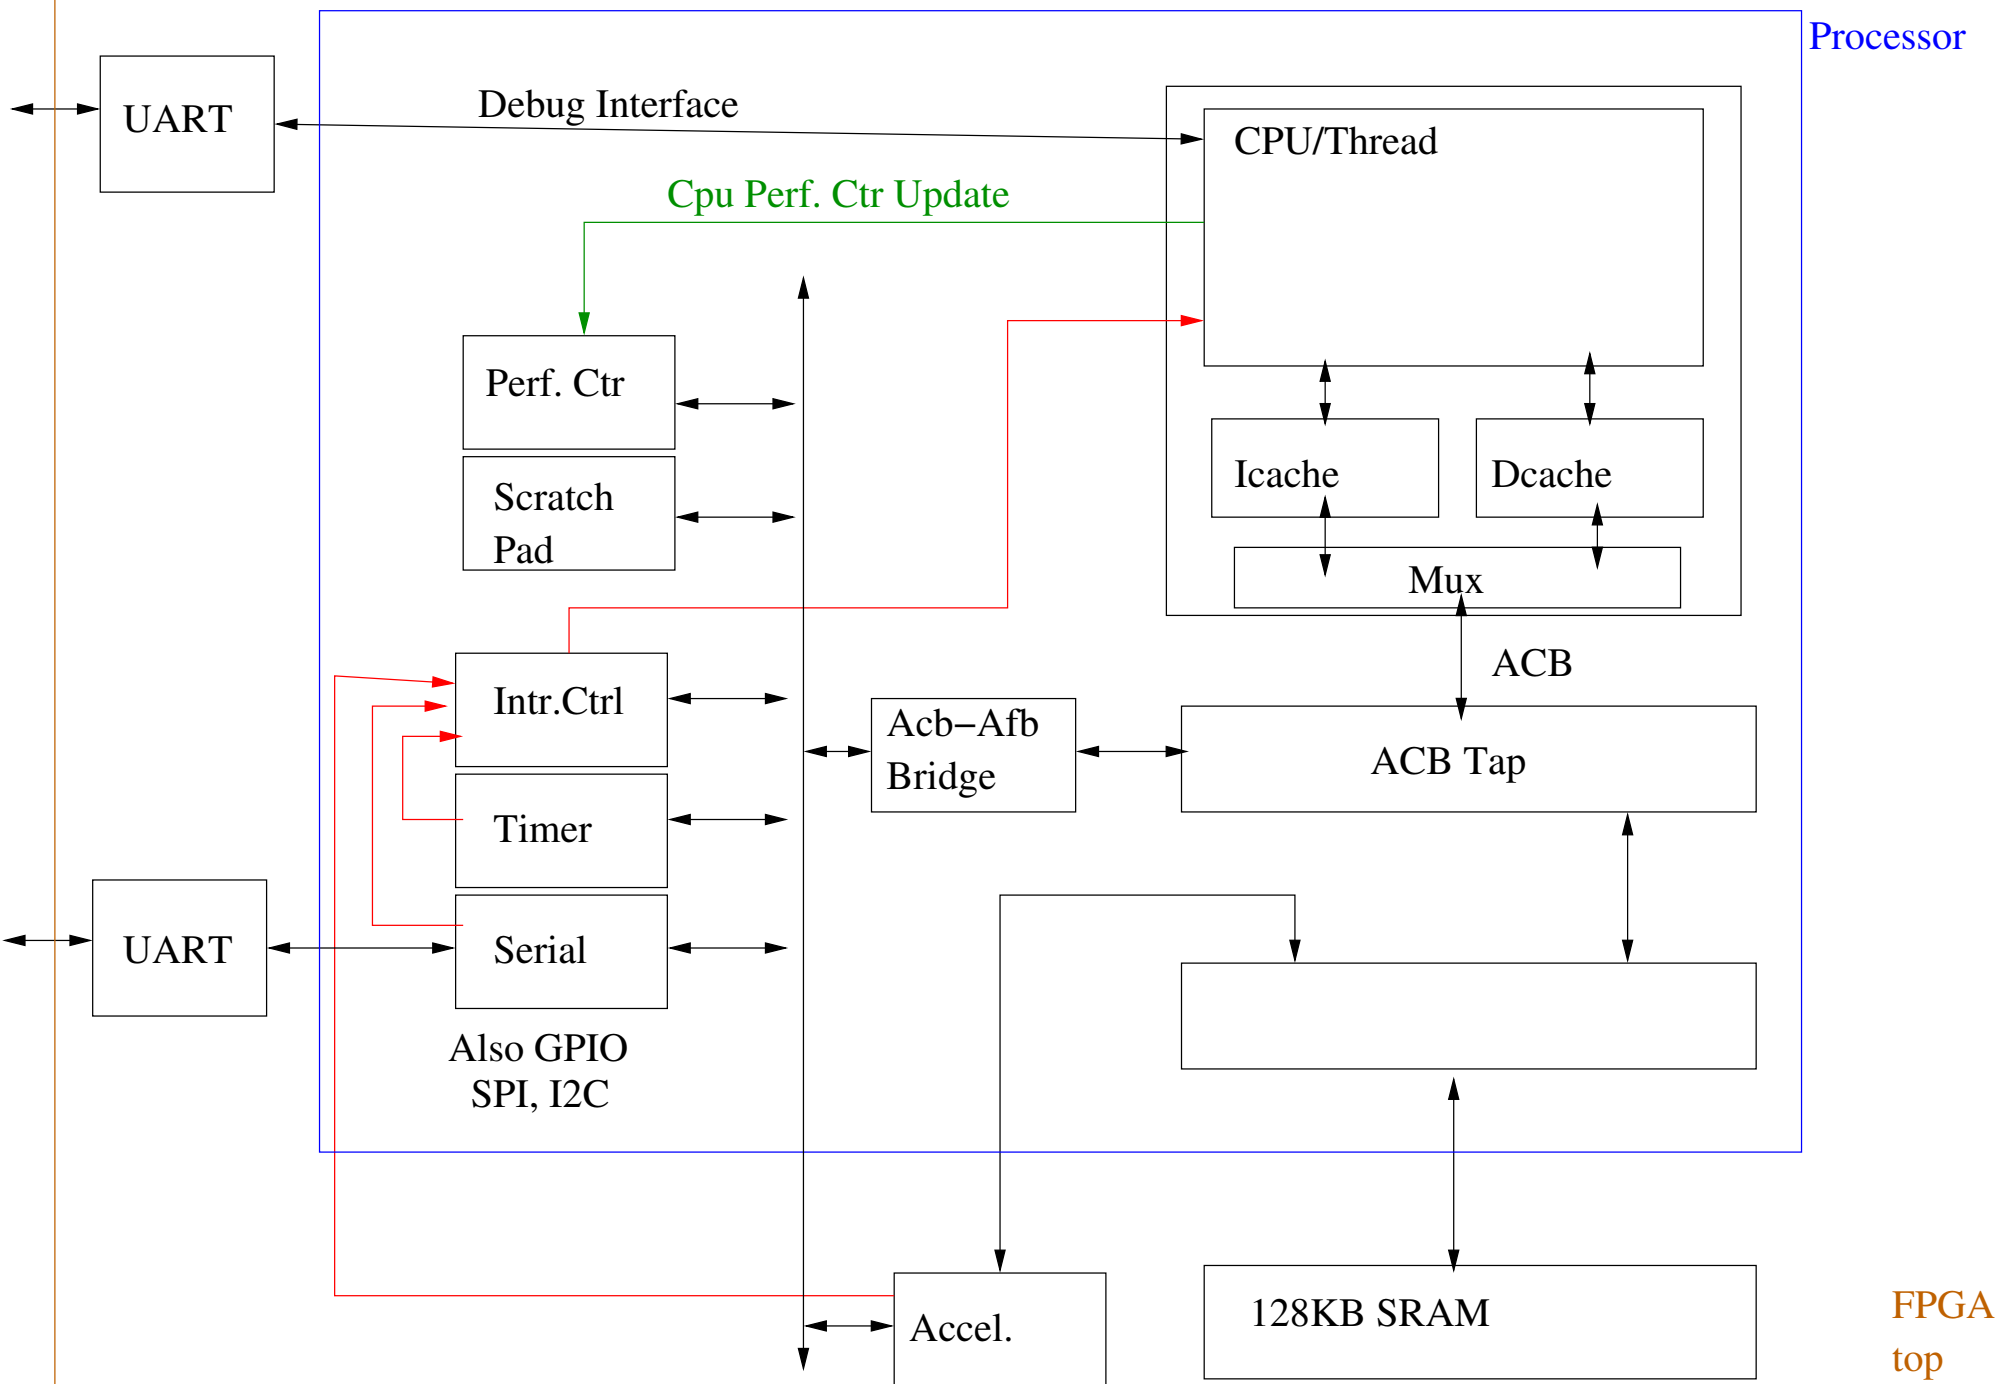 Processor
UART
Debug Interface
CPU/Thread
Cpu Perf. Ctr Update
Perf. Ctr
Scratch
Pad
Icache
Dcache
Mux
ACB
Intr.Ctrl
Acb−Afb
Bridge
ACB Tap
Timer
UART
Serial
Also GPIO
SPI, I2C
Accel.
128KB SRAM
FPGA
top